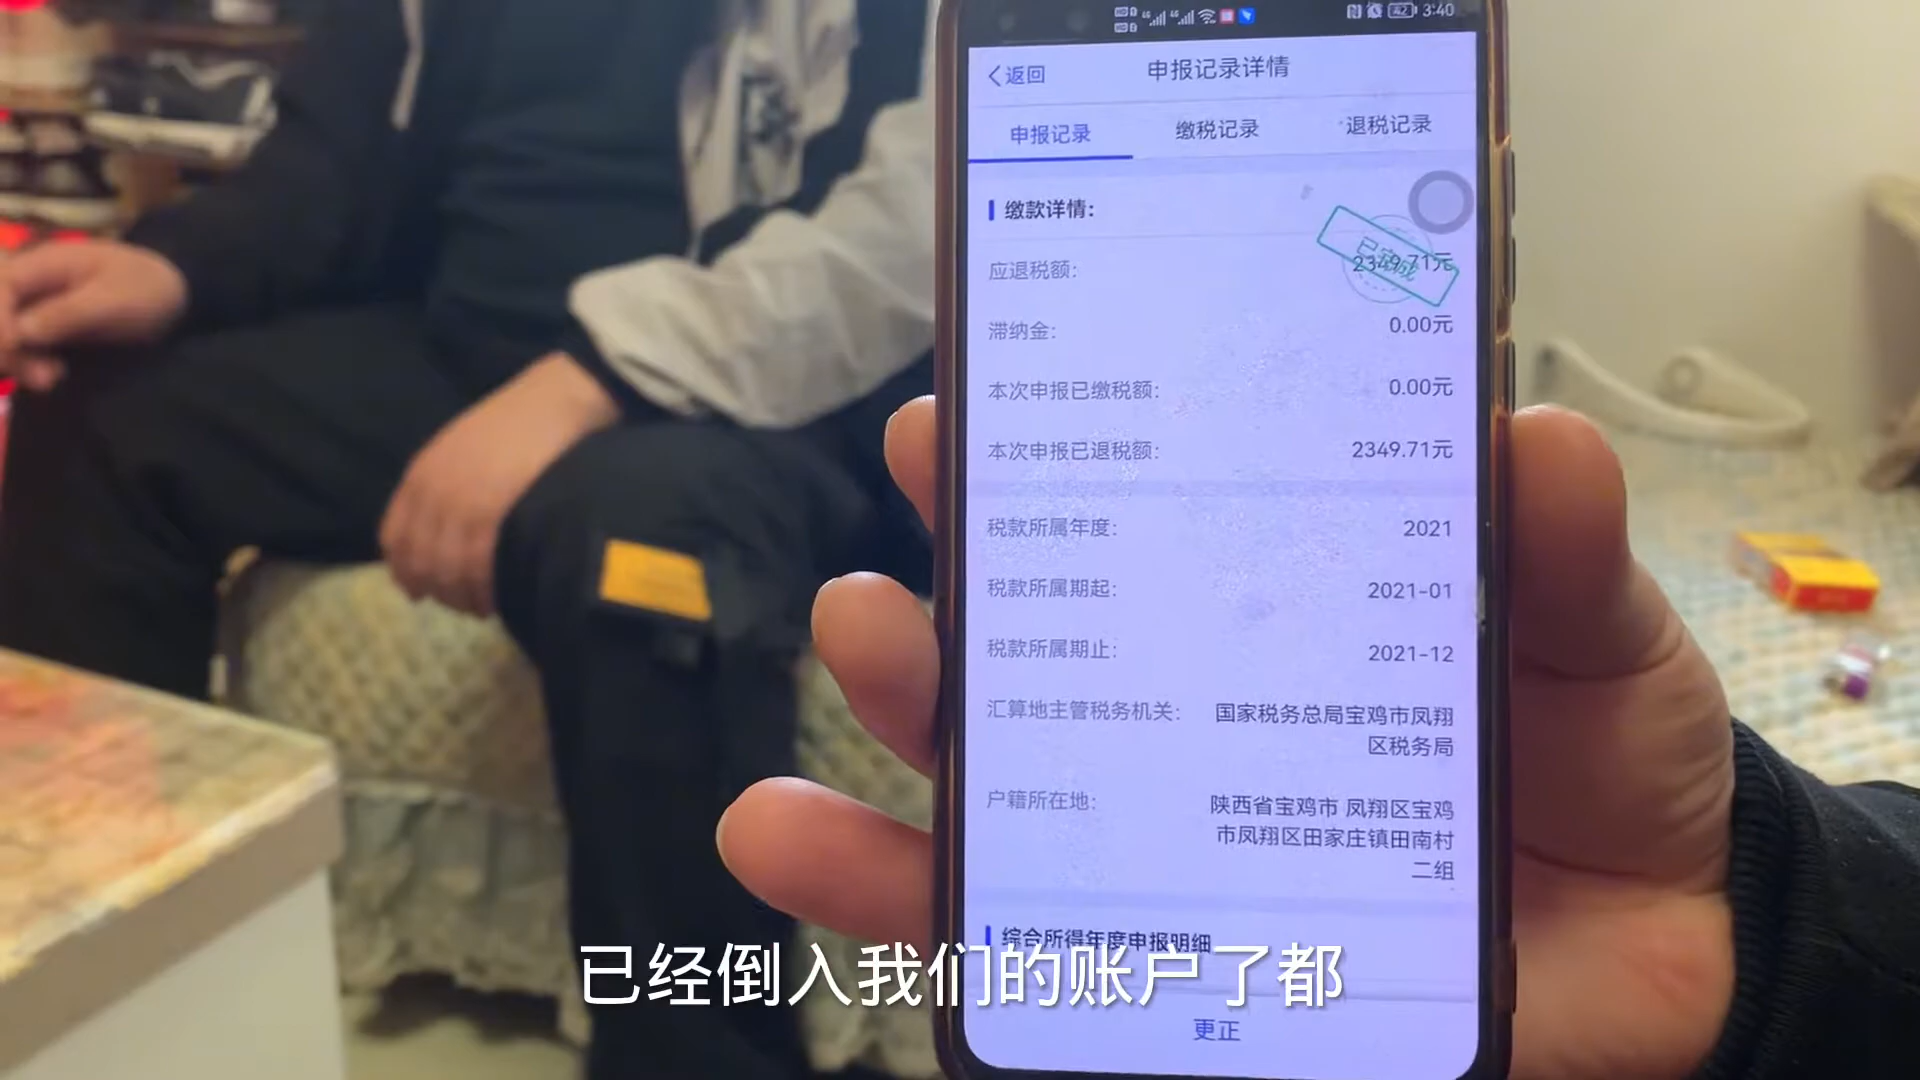 3:40
42
返回
申报记录详情
申报记录
缴税记录
退税记录
缴款详情:
已完成
应退税额:
2349.71元
滞纳金:
0.00元
本次申报已缴税额:
0.00元
本次申报已退税额:
2349.71元
税款所属年度:
2021
税款所属期起:
2021-01
税款所属期止:
2021-12
汇算地主管税务机关:
国家税务总局宝鸡市凤翔
区税务局
户籍所在地:
陕西省宝鸡市 凤翔区宝鸡
市凤翔区田家庄镇田南村
二组
综合所得年度申报明细
已经倒入我们的账户了都
更正